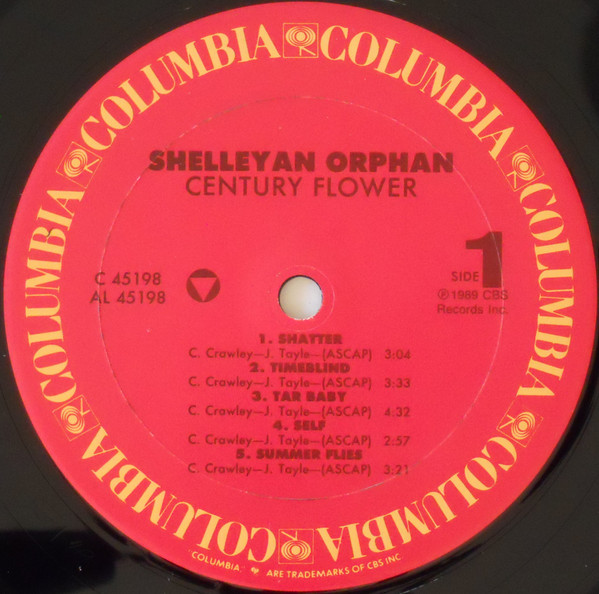 COLUMBIA COLUMBIA COLUMBIA COLUMBIA COLUMBIA COLUMBIA
SHELLEYAN ORPHAN
CENTURY FLOWER
C 45198
AL 45198
SIDE 1
℗ 1989 CBS
Records Inc.
1. SHATTER
C. Crawley—J. Tayle—(ASCAP) 3:04
2. TIMEBLIND
C. Crawley—J. Tayle—(ASCAP) 3:33
3. TAR BABY
C. Crawley—J. Tayle—(ASCAP) 4:32
4. SELF
C. Crawley—J. Tayle—(ASCAP) 2:57
5. SUMMER FLIES
C. Crawley—J. Tayle—(ASCAP) 3:21
"COLUMBIA," ARE TRADEMARKS OF CBS INC.